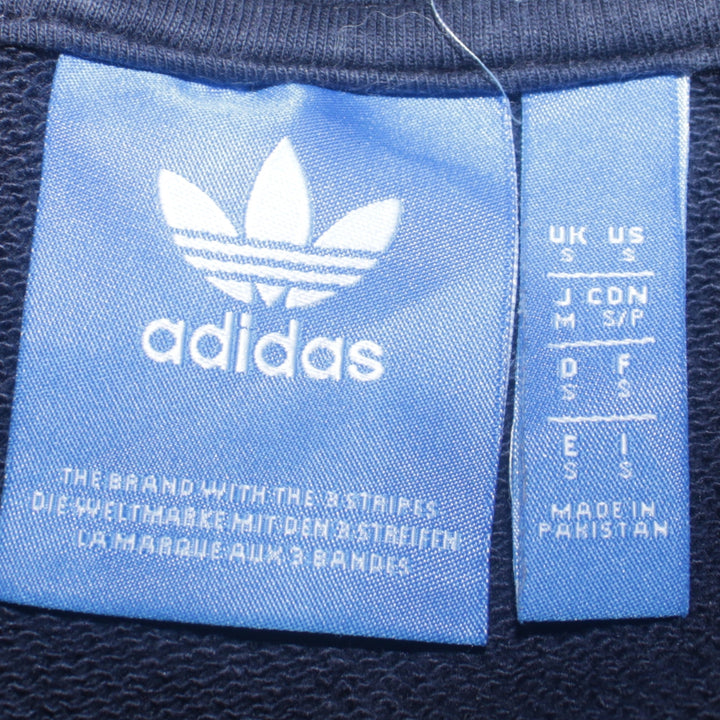 adidas
THE BRAND WITH THE 3 STRIPES
DIE WELTMARKE MIT DEN 3 STREIFEN
LA MARQUE AUX 3 BANDES
UK US
S S
J CDN
M S/P
D F
S S
E I
S S
MADE IN
PAKISTAN